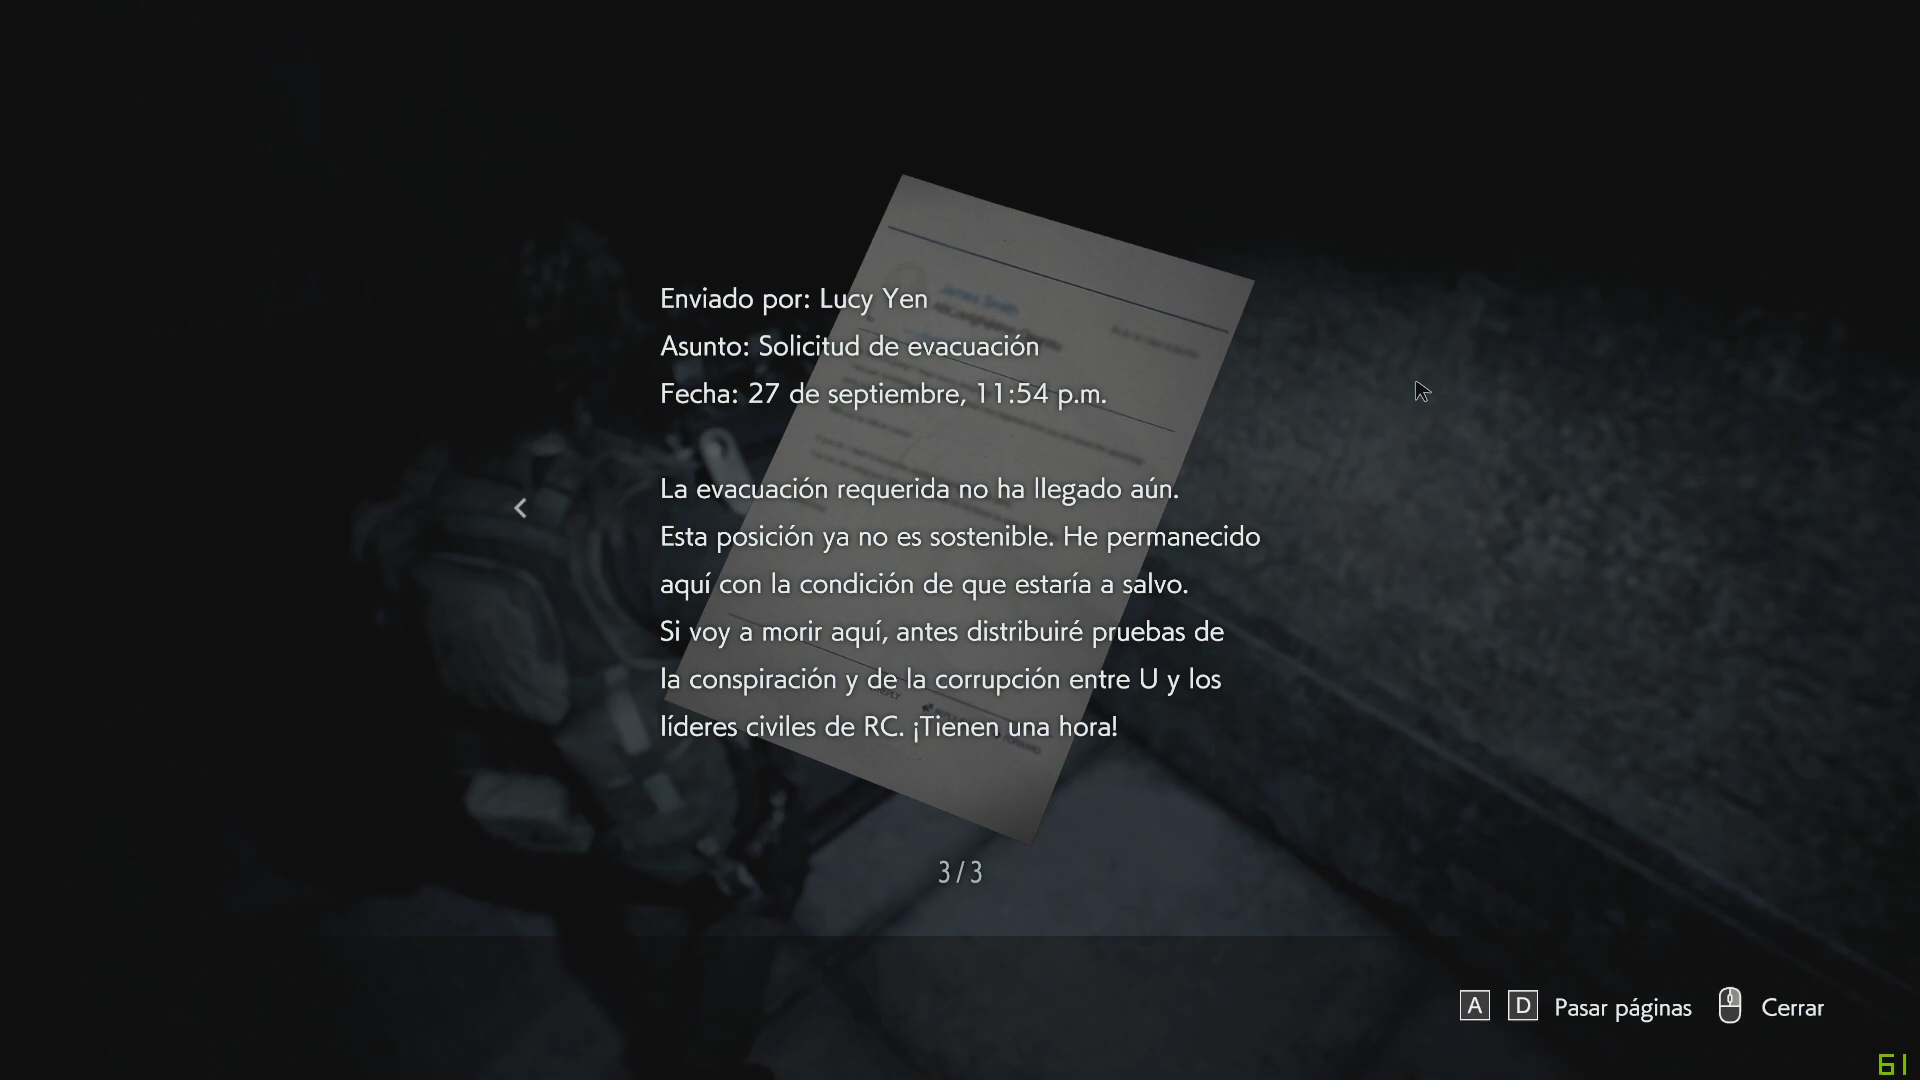 Enviado por: Lucy Yen
Asunto: Solicitud de evacuación
Fecha: 27 de septiembre, 11:54 p.m.
La evacuación requerida no ha llegado aún.
Esta posición ya no es sostenible. He permanecido
aquí con la condición de que estaría a salvo.
Si voy a morir aquí, antes distribuiré pruebas de
la conspiración y de la corrupción entre U y los
líderes civiles de RC. ¡Tienen una hora!
3/3
A D Pasar páginas Cerrar
61